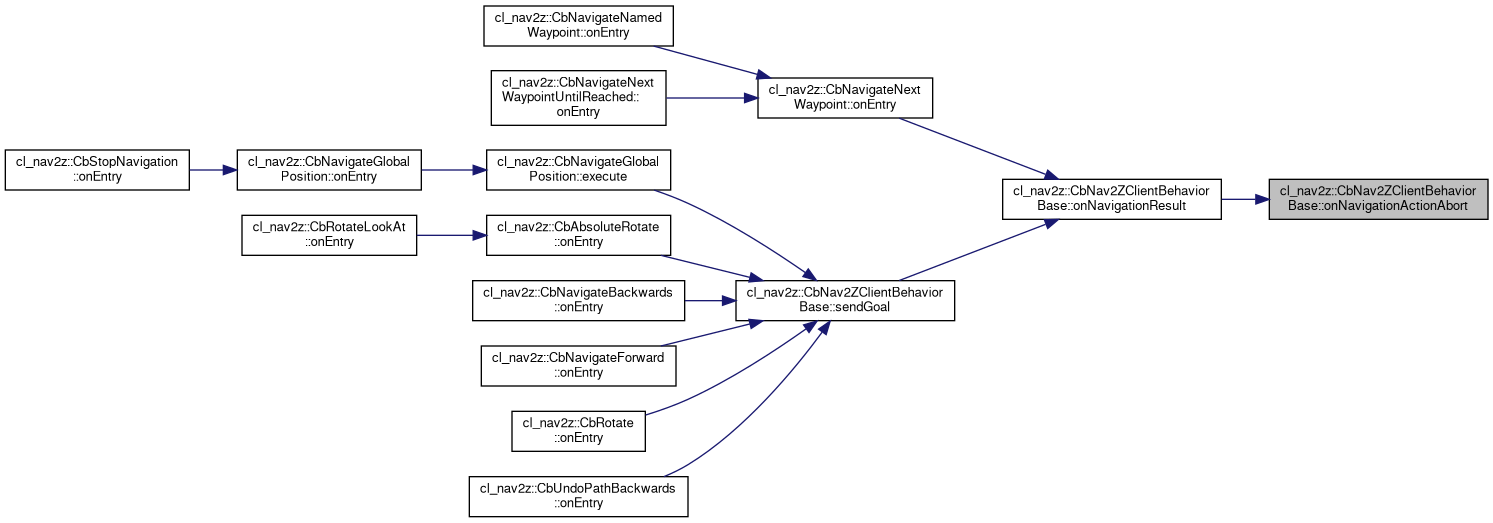 cl_nav2z::CbNavigateNamed
Waypoint::onEntry
cl_nav2z::CbNavigateNext
WaypointUntilReached::
onEntry
cl_nav2z::CbNavigateNext
Waypoint::onEntry
cl_nav2z::CbStopNavigation
::onEntry
cl_nav2z::CbNavigateGlobal
Position::onEntry
cl_nav2z::CbNavigateGlobal
Position::execute
cl_nav2z::CbNav2ZClientBehavior
Base::onNavigationResult
cl_nav2z::CbNav2ZClientBehavior
Base::onNavigationActionAbort
cl_nav2z::CbRotateLookAt
::onEntry
cl_nav2z::CbAbsoluteRotate
::onEntry
cl_nav2z::CbNavigateBackwards
::onEntry
cl_nav2z::CbNav2ZClientBehavior
Base::sendGoal
cl_nav2z::CbNavigateForward
::onEntry
cl_nav2z::CbRotate
::onEntry
cl_nav2z::CbUndoPathBackwards
::onEntry